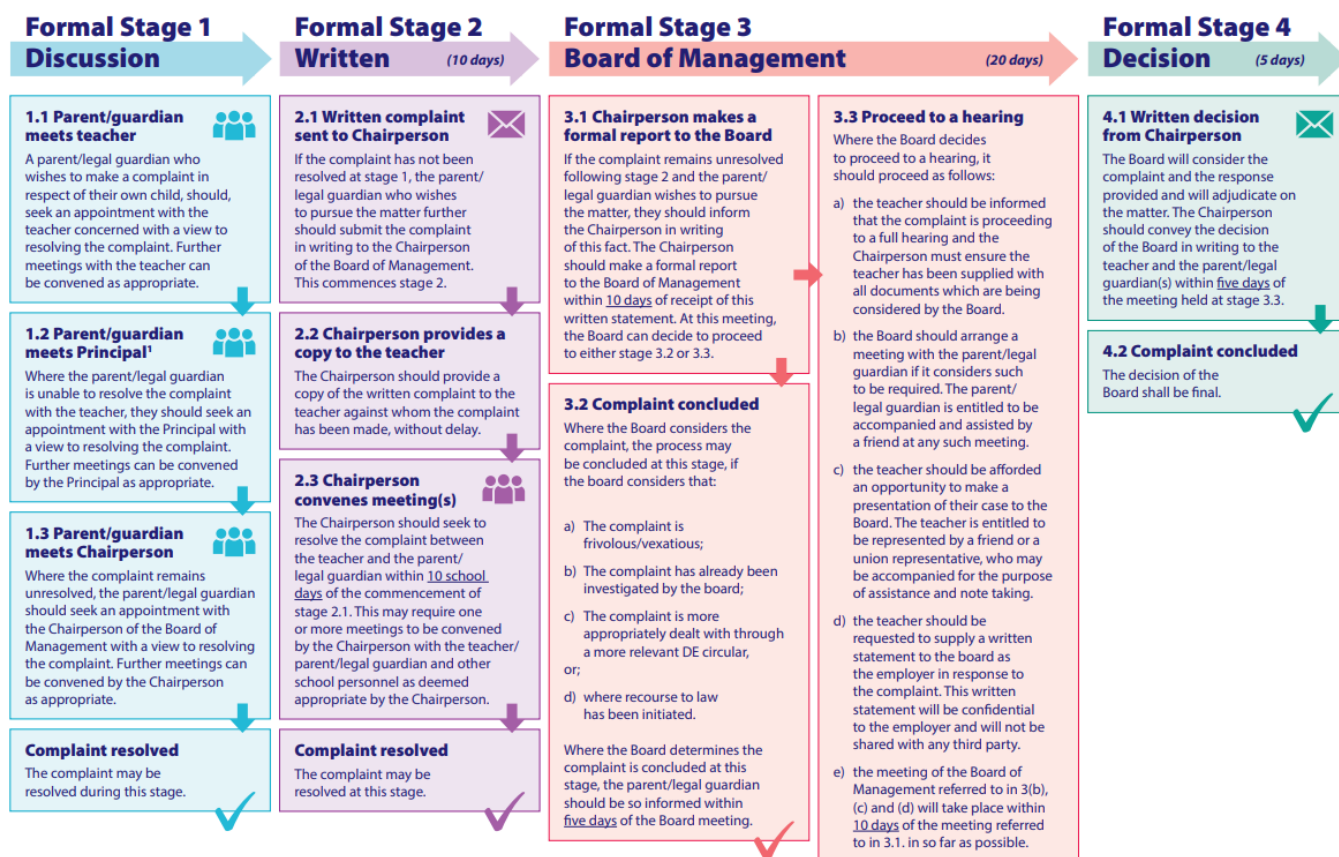 Formal Stage 1
Discussion
1.1 Parent/guardian
meets teacher
A parent/legal guardian who
wishes to make a complaint in
respect of their own child, should,
seek an appointment with the
teacher concerned with a view to
resolving the complaint. Further
meetings with the teacher can
be convened as appropriate.
1.2 Parent/guardian
meets Principal¹
Where the parent/legal guardian
is unable to resolve the complaint
with the teacher, they should seek an
appointment with the Principal with
a view to resolving the complaint.
Further meetings can be convened
by the Principal as appropriate.
1.3 Parent/guardian
meets Chairperson
Where the complaint remains
unresolved, the parent/legal guardian
should seek an appointment with
the Chairperson of the Board of
Management with a view to resolving
the complaint. Further meetings can
be convened by the Chairperson
as appropriate.
Complaint resolved
The complaint may be
resolved during this stage.
Formal Stage 2
Written (10 days)
2.1 Written complaint
sent to Chairperson
If the complaint has not been
resolved at stage 1, the parent/
legal guardian who wishes
to pursue the matter further
should submit the complaint
in writing to the Chairperson
of the Board of Management.
This commences stage 2.
2.2 Chairperson provides a
copy to the teacher
The Chairperson should provide a
copy of the written complaint to the
teacher against whom the complaint
has been made, without delay.
2.3 Chairperson
convenes meeting(s)
The Chairperson should seek to
resolve the complaint between
the teacher and the parent/
legal guardian within 10 school
days of the commencement of
stage 2.1. This may require one
or more meetings to be convened
by the Chairperson with the teacher/
parent/legal guardian and other
school personnel as deemed
appropriate by the Chairperson.
Complaint resolved
The complaint may be
resolved at this stage.
Formal Stage 3
Board of Management (20 days)
3.1 Chairperson makes a
formal report to the Board
If the complaint remains unresolved
following stage 2 and the parent/
legal guardian wishes to pursue
the matter, they should inform
the Chairperson in writing
of this fact. The Chairperson
should make a formal report
to the Board of Management
within 10 days of receipt of this
written statement. At this meeting,
the Board can decide to proceed
to either stage 3.2 or 3.3.
3.2 Complaint concluded
Where the Board considers the
complaint, the process may
be concluded at this stage, if
the board considers that:
a) The complaint is
frivolous/vexatious;
b) The complaint has already been
investigated by the board;
c) The complaint is more
appropriately dealt with through
a more relevant DE circular,
or;
d) where recourse to law
has been initiated.
Where the Board determines the
complaint is concluded at this
stage, the parent/legal guardian
should be so informed within
five days of the Board meeting.
3.3 Proceed to a hearing
Where the Board decides
to proceed to a hearing, it
should proceed as follows:
a) the teacher should be informed
that the complaint is proceeding
to a full hearing and the
Chairperson must ensure the
teacher has been supplied with
all documents which are being
considered by the Board.
b) the Board should arrange a
meeting with the parent/legal
guardian if it considers such
to be required. The parent/
legal guardian is entitled to be
accompanied and assisted by
a friend at any such meeting.
c) the teacher should be afforded
an opportunity to make a
presentation of their case to the
Board. The teacher is entitled to
be represented by a friend or a
union representative, who may
be accompanied for the purpose
of assistance and note taking.
d) the teacher should be
requested to supply a written
statement to the board as
the employer in response to
the complaint. This written
statement will be confidential
to the employer and will not be
shared with any third party.
e) the meeting of the Board of
Management referred to in 3(b),
(c) and (d) will take place within
10 days of the meeting referred
to in 3.1. in so far as possible.
Formal Stage 4
Decision (5 days)
4.1 Written decision
from Chairperson
The Board will consider the
complaint and the response
provided and will adjudicate on
the matter. The Chairperson
should convey the decision
of the Board in writing to the
teacher and the parent/legal
guardian(s) within five days of
the meeting held at stage 3.3.
4.2 Complaint concluded
The decision of the
Board shall be final.